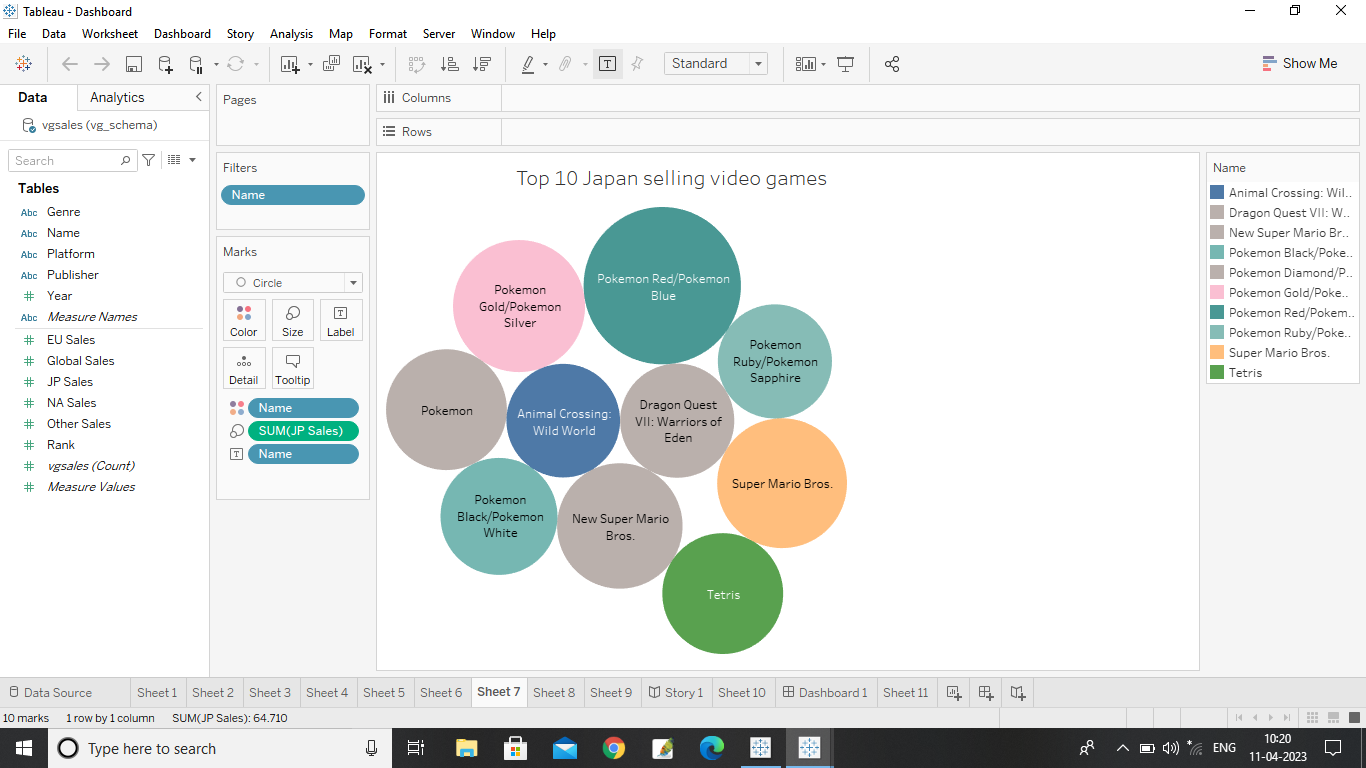 Tableau - Dashboard
File Data Worksheet Dashboard Story Analysis Map Format Server Window Help
Standard
Show Me
Data Analytics
vgsales (vg_schema)
Search
Tables
Abc Genre
Abc Name
Abc Platform
Abc Publisher
Year
Abc Measure Names
EU Sales
Global Sales
JP Sales
NA Sales
Other Sales
Rank
vgsales (Count)
Measure Values
Pages
Filters
Name
Marks
Circle
Color Size Label
Detail Tooltip
Name
SUM(JP Sales)
Name
Columns
Rows
Top 10 Japan selling video games
Pokemon Red/Pokemon
Blue
Pokemon
Gold/Pokemon
Silver
Pokemon
Ruby/Pokemon
Sapphire
Pokemon
Animal Crossing:
Wild World
Dragon Quest
VII: Warriors of
Eden
Super Mario Bros.
Pokemon
Black/Pokemon
White
New Super Mario
Bros.
Tetris
Name
Animal Crossing: Wil..
Dragon Quest VII: W..
New Super Mario Br..
Pokemon Black/Poke..
Pokemon Diamond/P..
Pokemon Gold/Poke..
Pokemon Red/Pokem..
Pokemon Ruby/Poke..
Super Mario Bros.
Tetris
Data Source Sheet 1 Sheet 2 Sheet 3 Sheet 4 Sheet 5 Sheet 6 Sheet 7 Sheet 8 Sheet 9 Story 1 Sheet 10 Dashboard 1 Sheet 11
10 marks 1 row by 1 column SUM(JP Sales): 64.710
Type here to search
ENG
10:20
11-04-2023